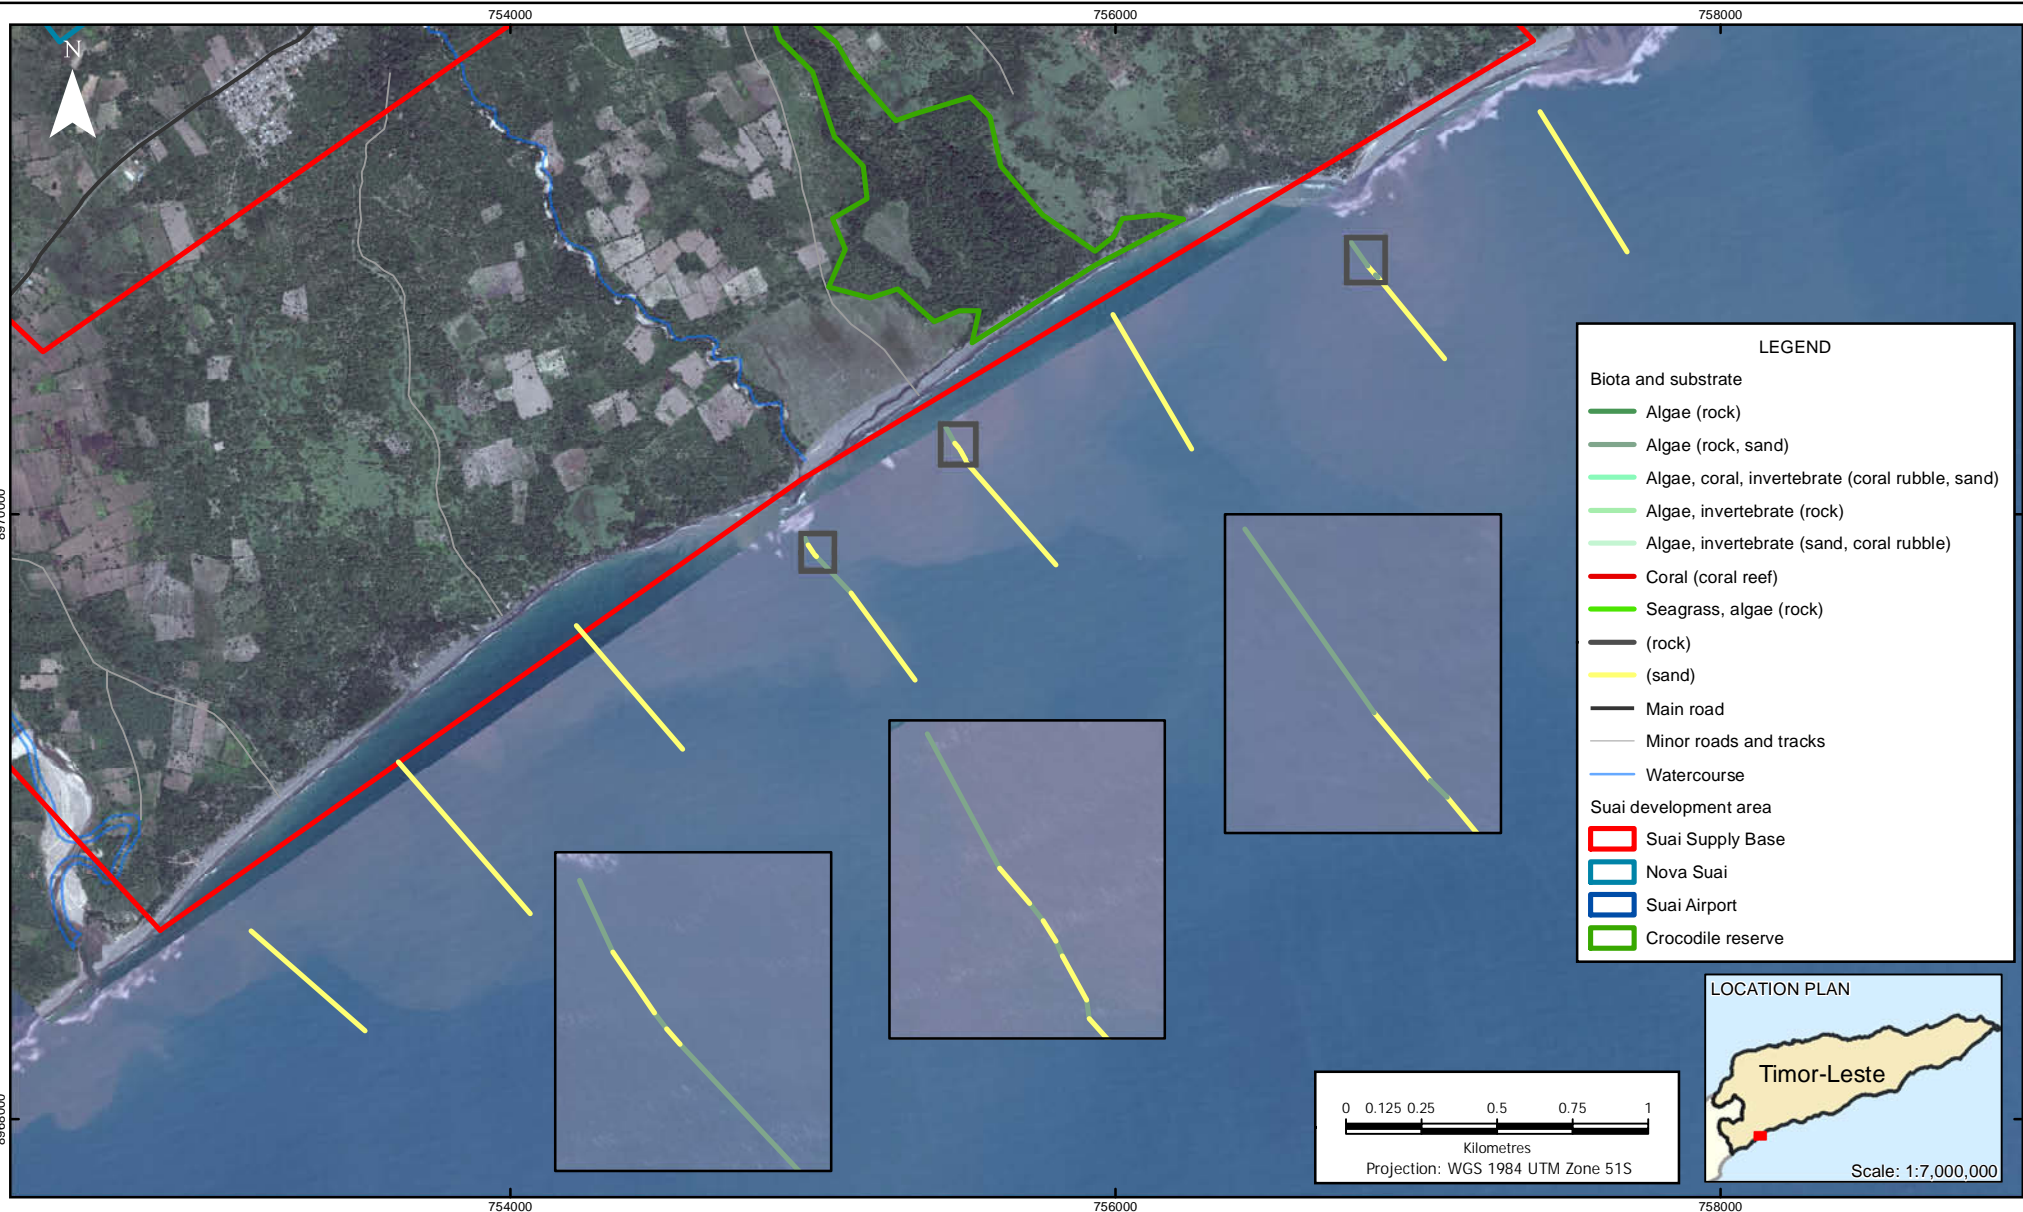 754000
756000
758000
N
8970000
8968000
LEGEND
Biota and substrate
Algae (rock)
Algae (rock, sand)
Algae, coral, invertebrate (coral rubble, sand)
Algae, invertebrate (rock)
Algae, invertebrate (sand, coral rubble)
Coral (coral reef)
Seagrass, algae (rock)
(rock)
(sand)
Main road
Minor roads and tracks
Watercourse
Suai development area
Suai Supply Base
Nova Suai
Suai Airport
Crocodile reserve
0 0.125 0.25 0.5 0.75 1
Kilometres
Projection: WGS 1984 UTM Zone 51S
LOCATION PLAN
Timor-Leste
Scale: 1:7,000,000
754000
756000
758000